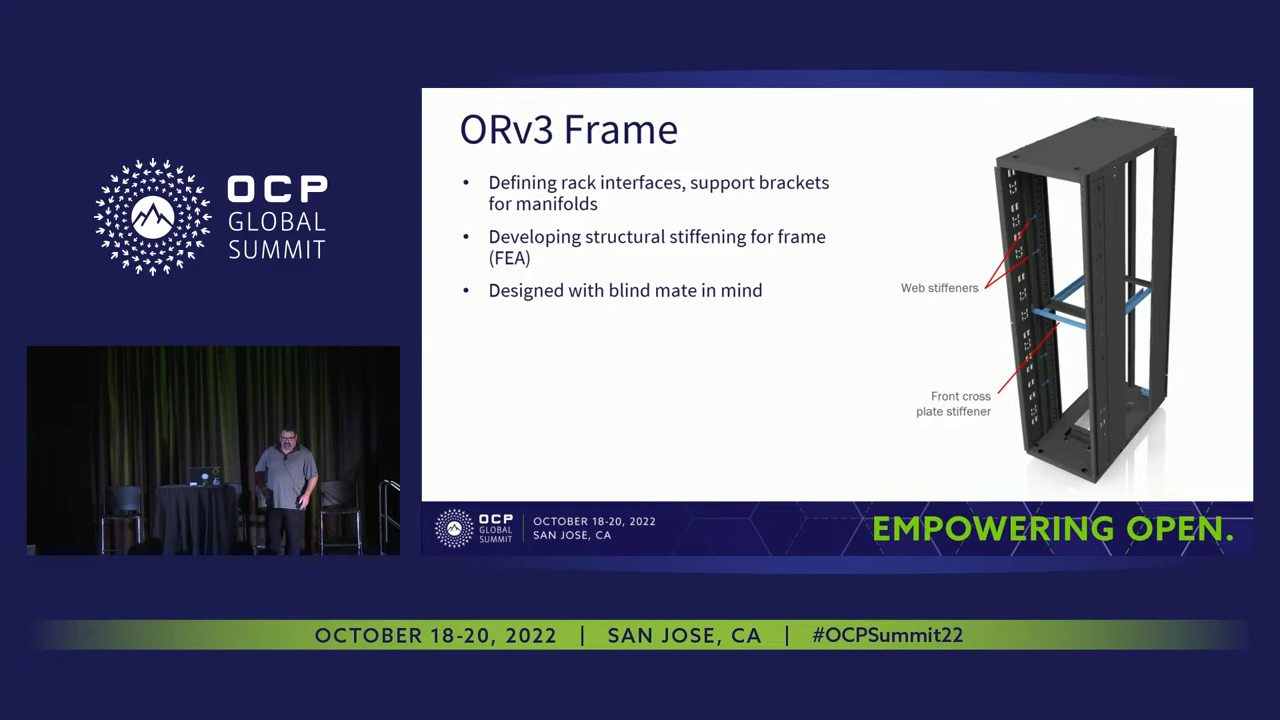 OCP
GLOBAL
SUMMIT
ORv3 Frame
• Defining rack interfaces, support brackets
for manifolds
• Developing structural stiffening for frame
(FEA)
• Designed with blind mate in mind
Web stiffeners
Front cross
plate stiffener
OCP
GLOBAL
SUMMIT
OCTOBER 18-20, 2022
SAN JOSE, CA
EMPOWERING OPEN.
OCTOBER 18-20, 2022 | SAN JOSE, CA | #OCPSummit22